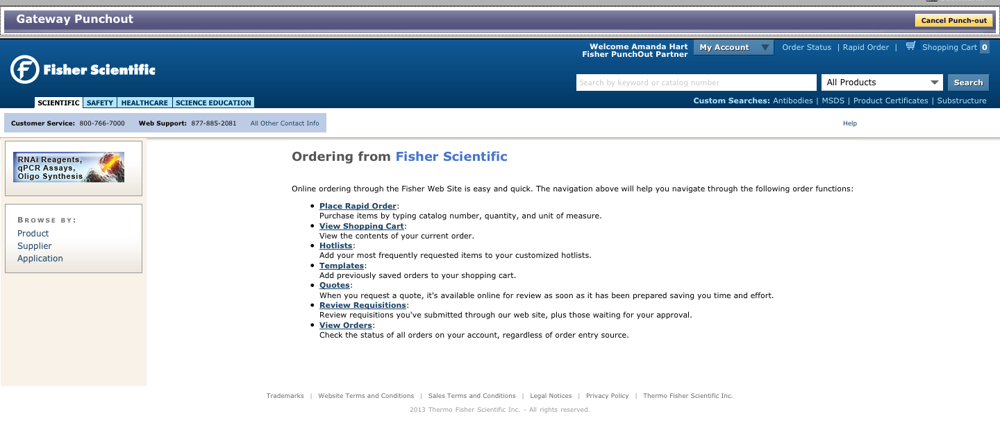 Gateway Punchout
Cancel Punch-out
Welcome Amanda Hart
Fisher PunchOut Partner
My Account
Order Status | Rapid Order | Shopping Cart 0
Fisher Scientific
Search by keyword or catalog number
All Products
Search
SCIENTIFIC SAFETY HEALTHCARE SCIENCE EDUCATION
Custom Searches: Antibodies | MSDS | Product Certificates | Substructure
Customer Service: 800-766-7000 Web Support: 877-885-2081 All Other Contact Info
Help
RNAi Reagents,
qPCR Assays,
Oligo Synthesis
BROWSE BY:
Product
Supplier
Application
Ordering from Fisher Scientific
Online ordering through the Fisher Web Site is easy and quick. The navigation above will help you navigate through the following order functions:
• Place Rapid Order:
Purchase items by typing catalog number, quantity, and unit of measure.
• View Shopping Cart:
View the contents of your current order.
• Hotlists:
Add your most frequently requested items to your customized hotlists.
• Templates:
Add previously saved orders to your shopping cart.
• Quotes:
When you request a quote, it's available online for review as soon as it has been prepared saving you time and effort.
• Review Requisitions:
Review requisitions you've submitted through our web site, plus those waiting for your approval.
• View Orders:
Check the status of all orders on your account, regardless of order entry source.
Trademarks | Website Terms and Conditions | Sales Terms and Conditions | Legal Notices | Privacy Policy | Thermo Fisher Scientific Inc.
2013 Thermo Fisher Scientific Inc. - All rights reserved.